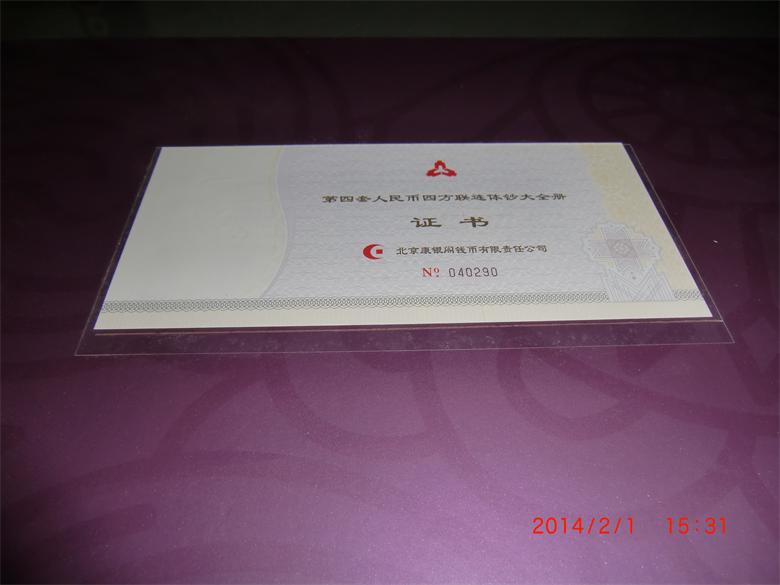 第四套人民币四方联连体钞大全册
证书
北京康银阁钱币有限责任公司
№ 040290
2014/2/1 15:31